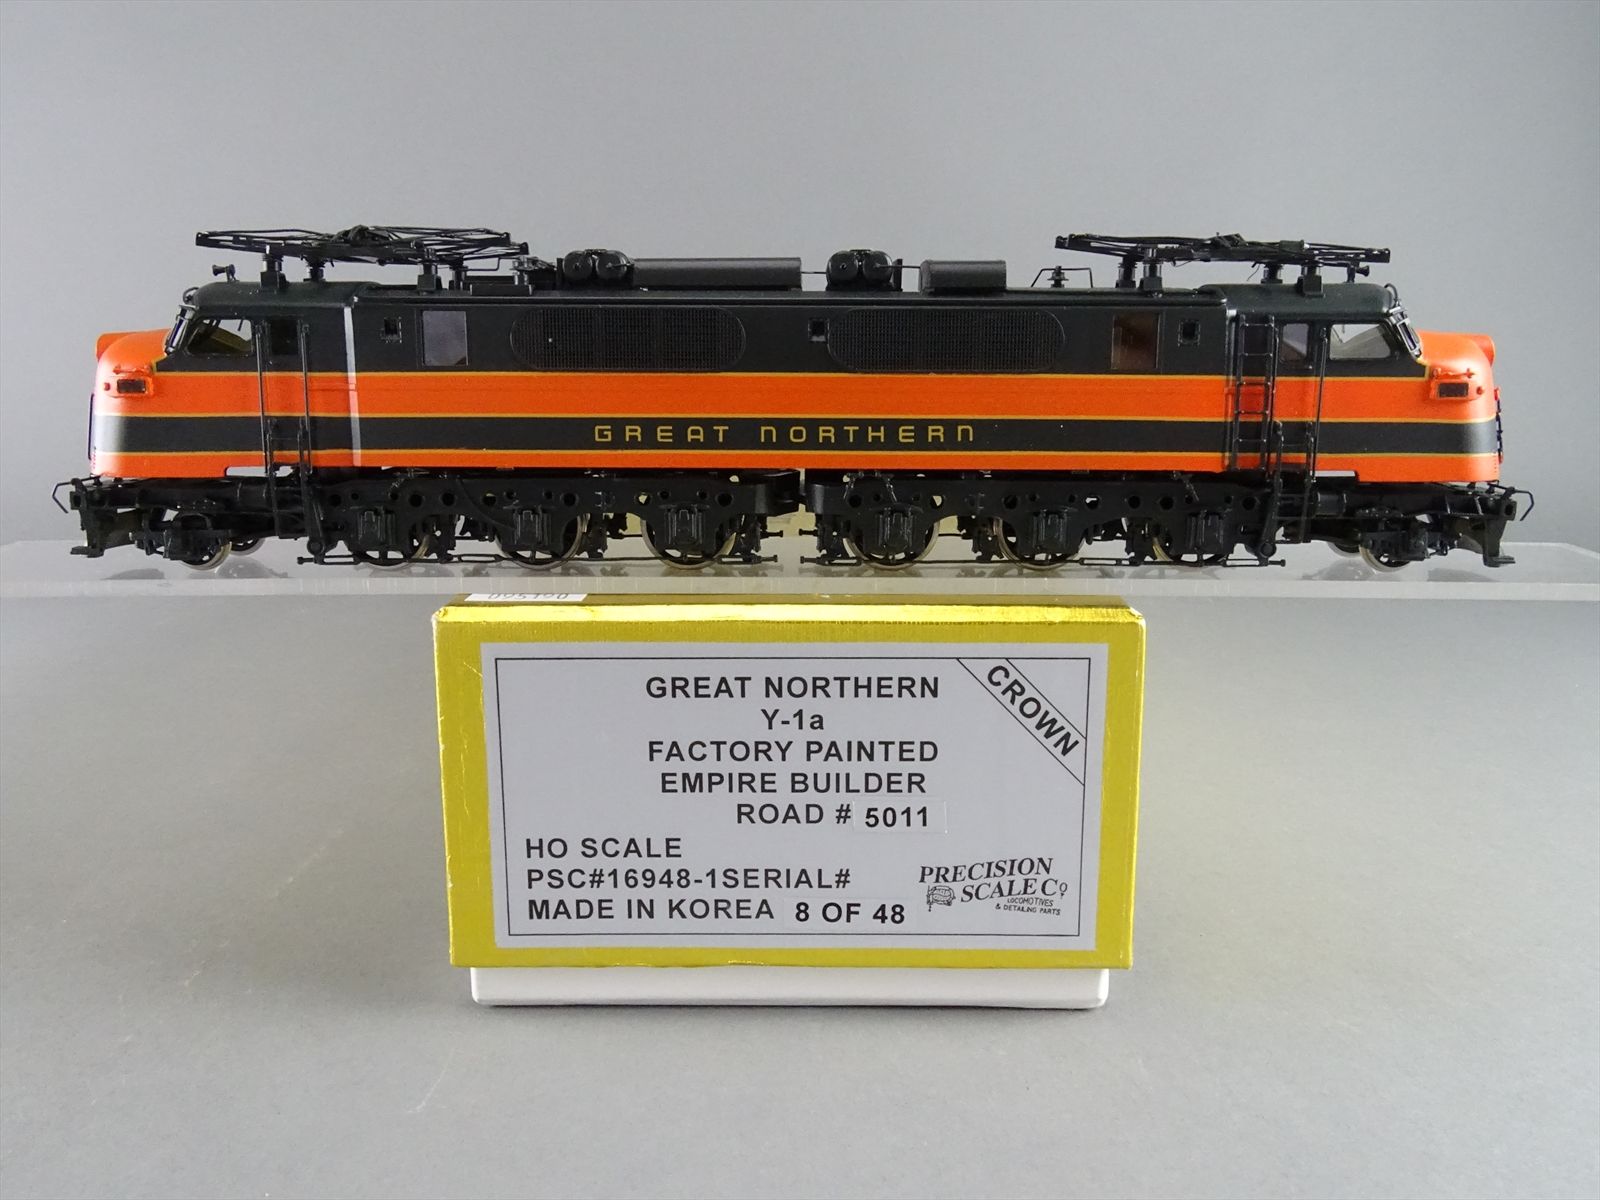 GREAT NORTHERN
095190
GREAT NORTHERN
Y-1a
FACTORY PAINTED
EMPIRE BUILDER
ROAD # 5011
CROWN
HO SCALE
PSC#16948-1SERIAL#
MADE IN KOREA 8 OF 48
PRECISION
SCALE Co
LOCOMOTIVES
& DETAILING PARTS